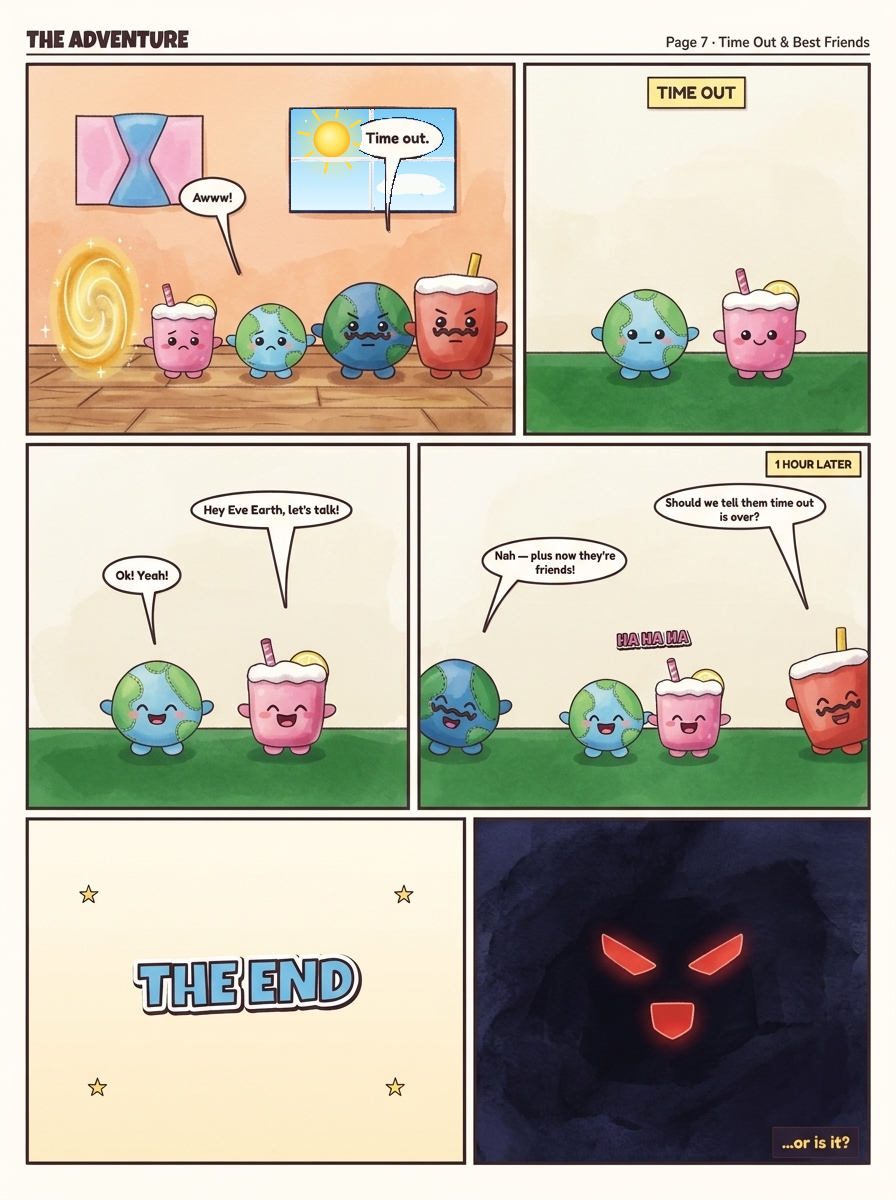 THE ADVENTURE
Page 7 · Time Out & Best Friends
Awww!
Time out.
TIME OUT
Ok! Yeah!
Hey Eve Earth, let's talk!
1 HOUR LATER
Nah — plus now they're
friends!
Should we tell them time out
is over?
HA HA HA
THE END
...or is it?